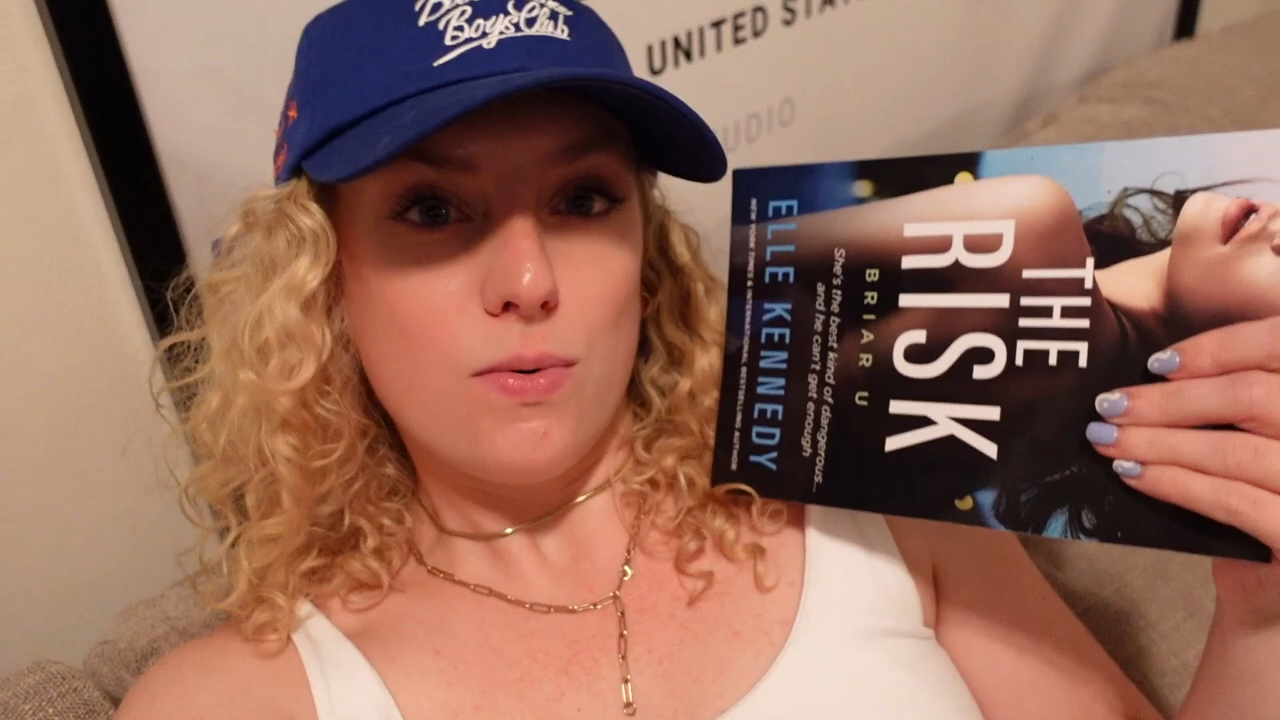 Boys Club
UNITED
UDIO
THE
RISK
BRIAR U
She's the best kind of dangerous...
and he can't get enough
ELLE KENNEDY
NEW YORK TIMES & INTERNATIONAL BESTSELLING AUTHOR